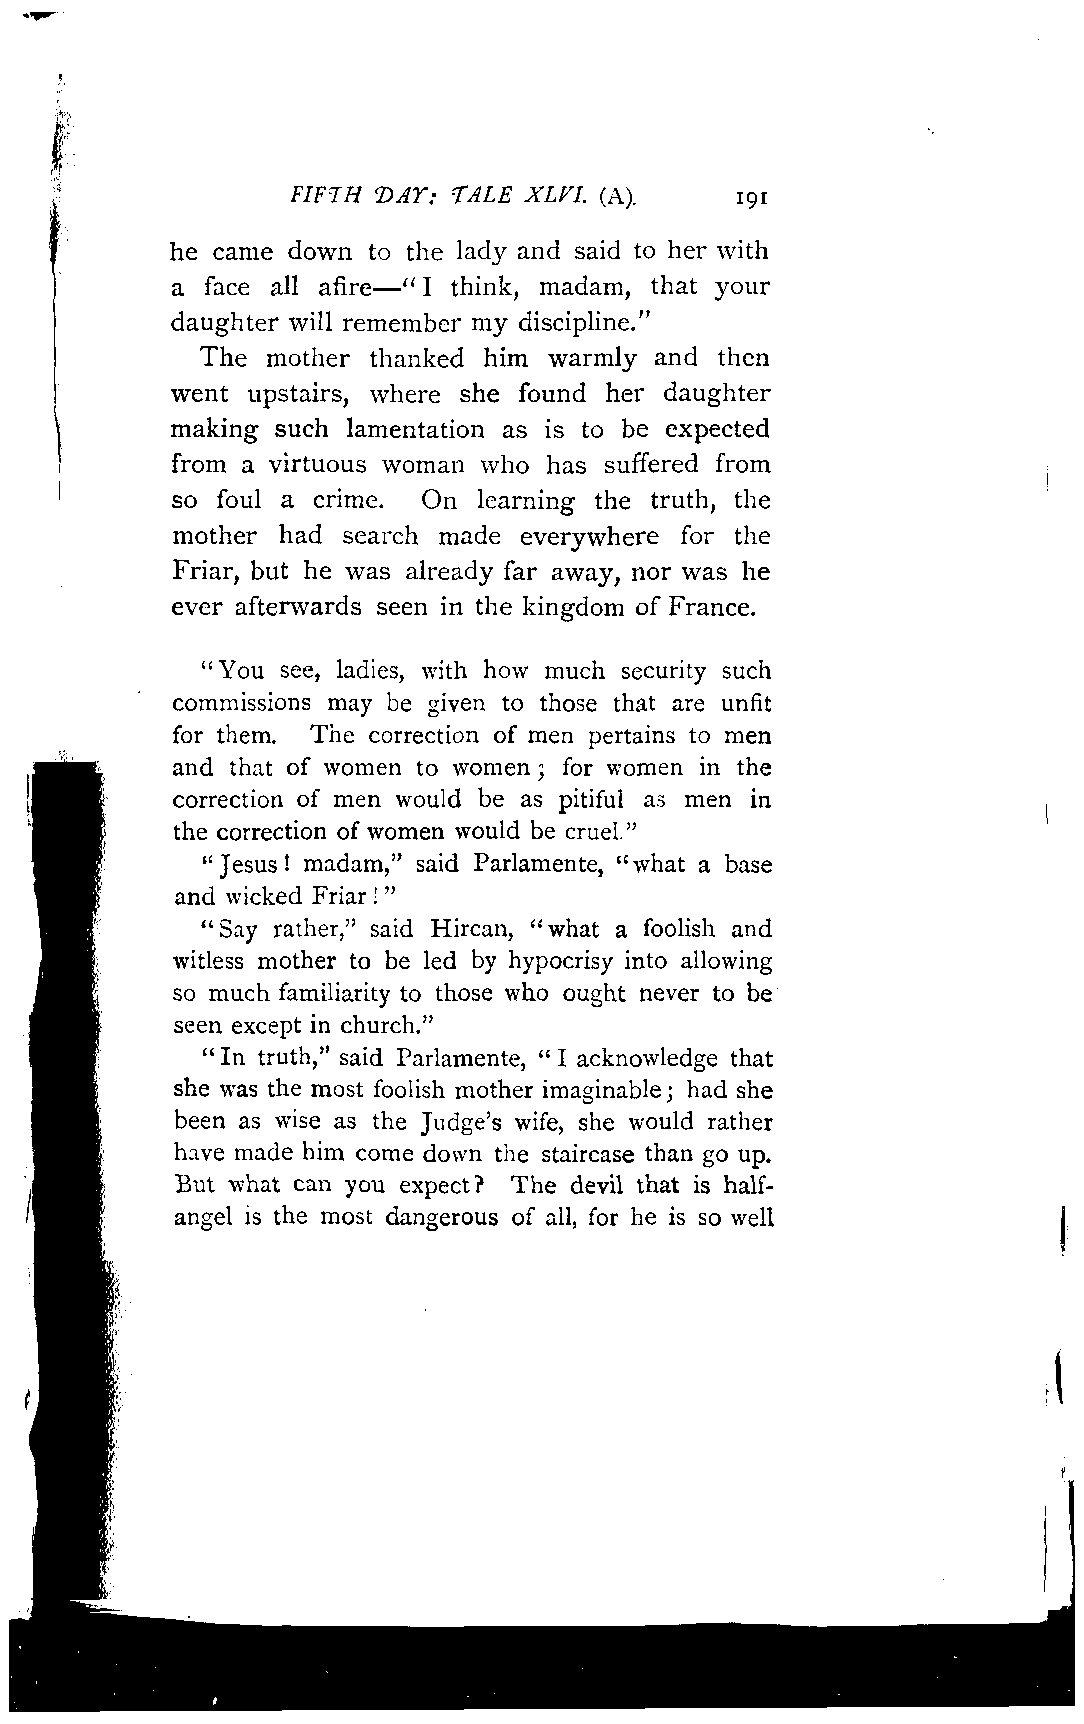 FIFTH DAY: TALE XLVI. (A). 191
he came down to the lady and said to her with
a face all afire—“I think, madam, that your
daughter will remember my discipline.”
The mother thanked him warmly and then
went upstairs, where she found her daughter
making such lamentation as is to be expected
from a virtuous woman who has suffered from
so foul a crime. On learning the truth, the
mother had search made everywhere for the
Friar, but he was already far away, nor was he
ever afterwards seen in the kingdom of France.
“You see, ladies, with how much security such
commissions may be given to those that are unfit
for them. The correction of men pertains to men
and that of women to women; for women in the
correction of men would be as pitiful as men in
the correction of women would be cruel.”
“Jesus! madam,” said Parlamente, “what a base
and wicked Friar!”
“Say rather,” said Hircan, “what a foolish and
witless mother to be led by hypocrisy into allowing
so much familiarity to those who ought never to be
seen except in church.”
“In truth,” said Parlamente, “I acknowledge that
she was the most foolish mother imaginable; had she
been as wise as the Judge’s wife, she would rather
have made him come down the staircase than go up.
But what can you expect? The devil that is half-
angel is the most dangerous of all, for he is so well